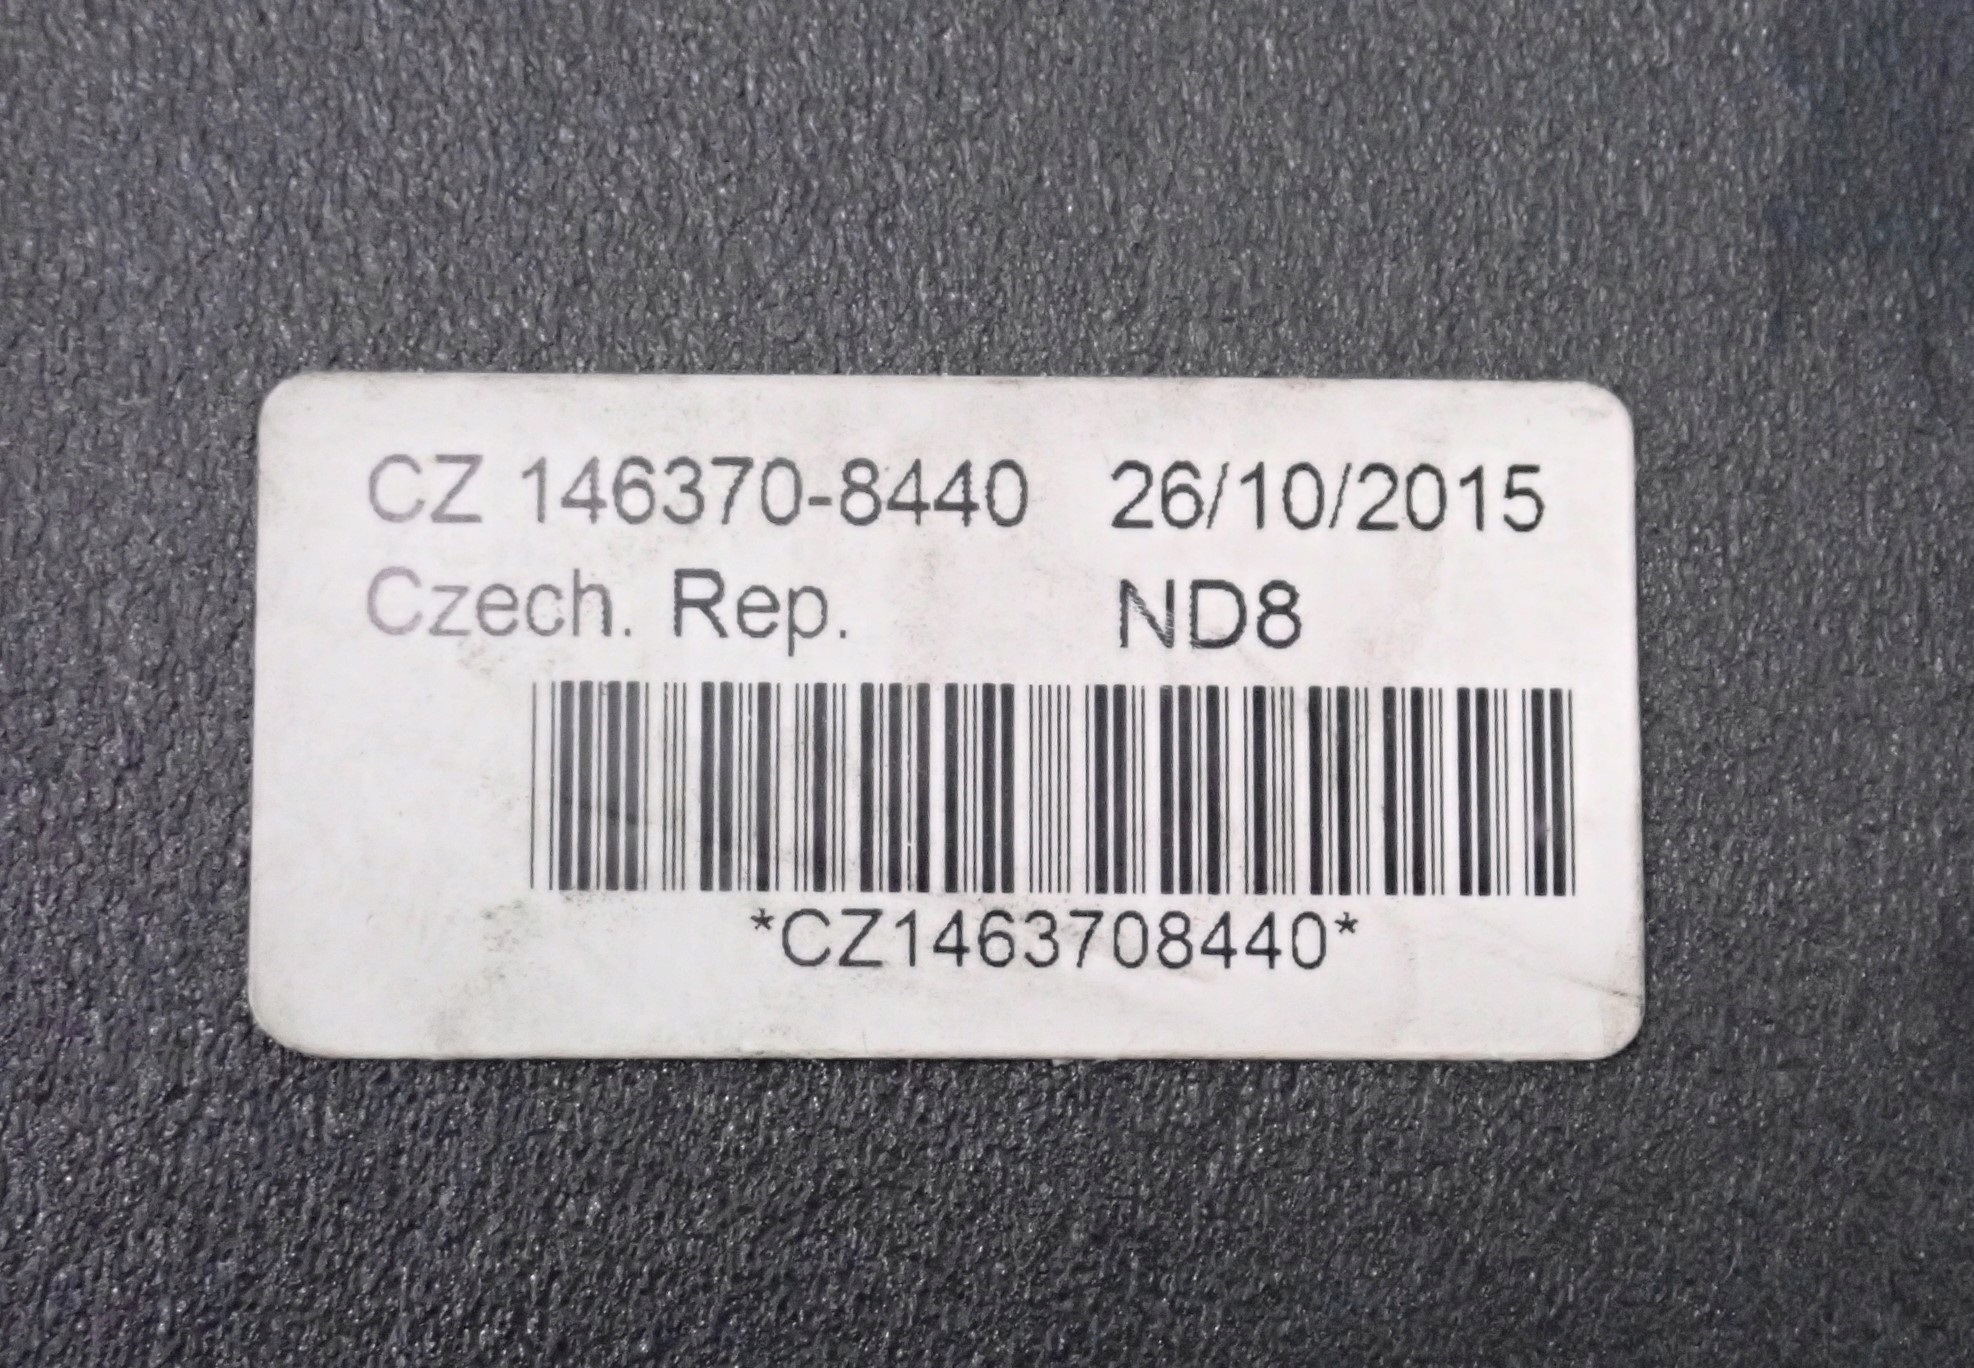 CZ 146370-8440 26/10/2015
Czech. Rep. ND8
*CZ1463708440*